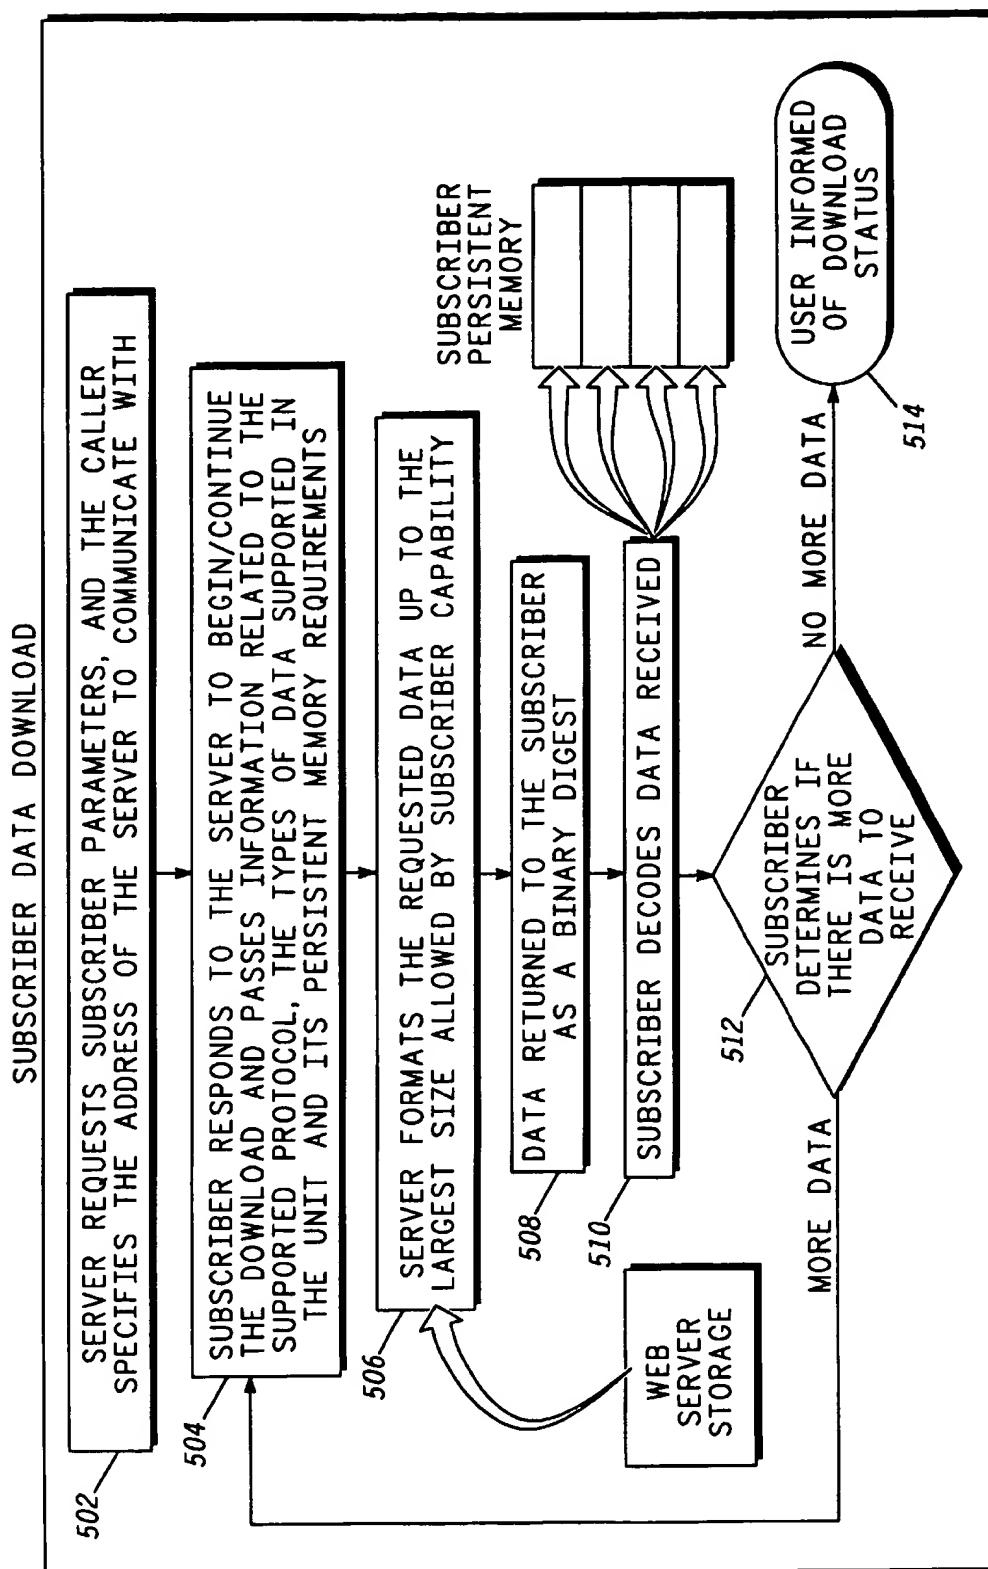 SUBSCRIBER DATA DOWNLOAD
SERVER REQUESTS SUBSCRIBER PARAMETERS, AND THE CALLER
SPECIFIES THE ADDRESS OF THE SERVER TO COMMUNICATE WITH
502
SUBSCRIBER RESPONDS TO THE SERVER TO BEGIN/CONTINUE
THE DOWNLOAD AND PASSES INFORMATION RELATED TO THE
SUPPORTED PROTOCOL, THE TYPES OF DATA SUPPORTED IN
THE UNIT AND ITS PERSISTENT MEMORY REQUIREMENTS
504
SERVER FORMATS THE REQUESTED DATA UP TO THE
LARGEST SIZE ALLOWED BY SUBSCRIBER CAPABILITY
506
DATA RETURNED TO THE SUBSCRIBER
AS A BINARY DIGEST
508
SUBSCRIBER DECODES DATA RECEIVED
510
WEB
SERVER
STORAGE
SUBSCRIBER
PERSISTENT
MEMORY
SUBSCRIBER
DETERMINES IF
THERE IS MORE
DATA TO
RECEIVE
512
MORE DATA
NO MORE DATA
USER INFORMED
OF DOWNLOAD
STATUS
514